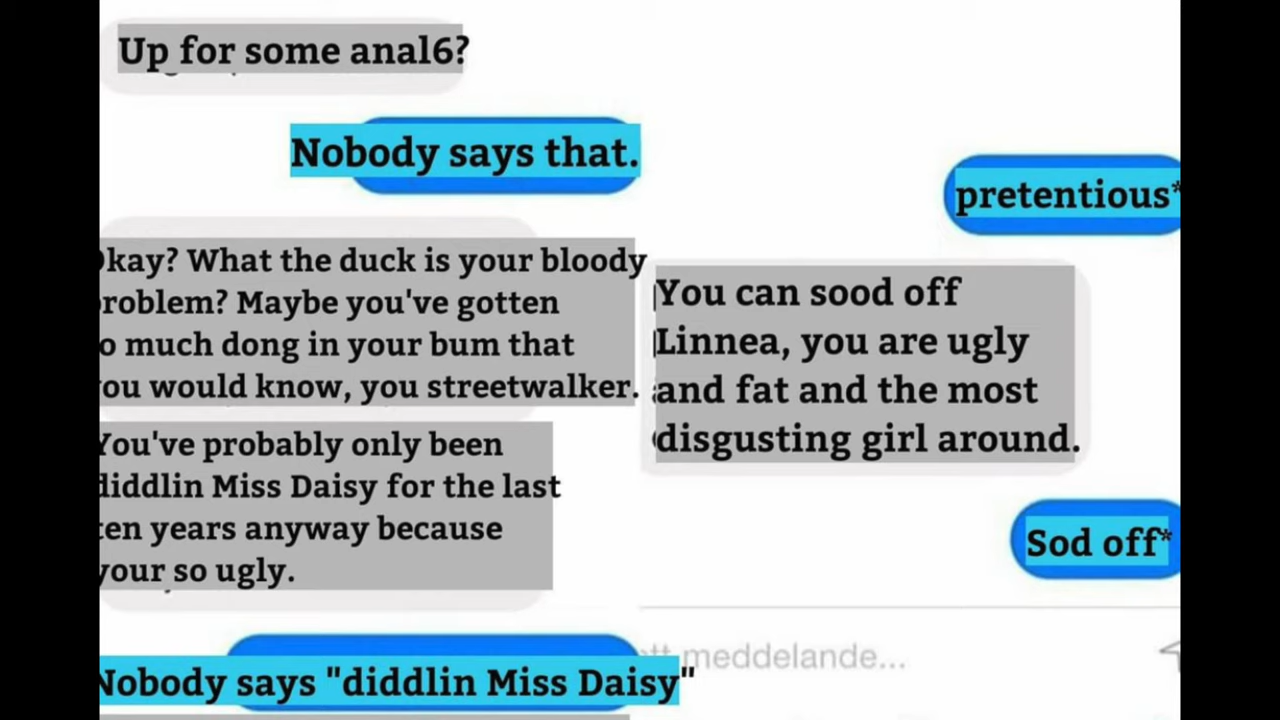 Up for some anal6?
Nobody says that.
kay? What the duck is your bloody
roblem? Maybe you've gotten
o much dong in your bum that
ou would know, you streetwalker.
You've probably only been
diddlin Miss Daisy for the last
ten years anyway because
your so ugly.
Nobody says "diddlin Miss Daisy"
pretentious*
You can sood off
Linnea, you are ugly
and fat and the most
disgusting girl around.
Sod off*
tt meddelande...